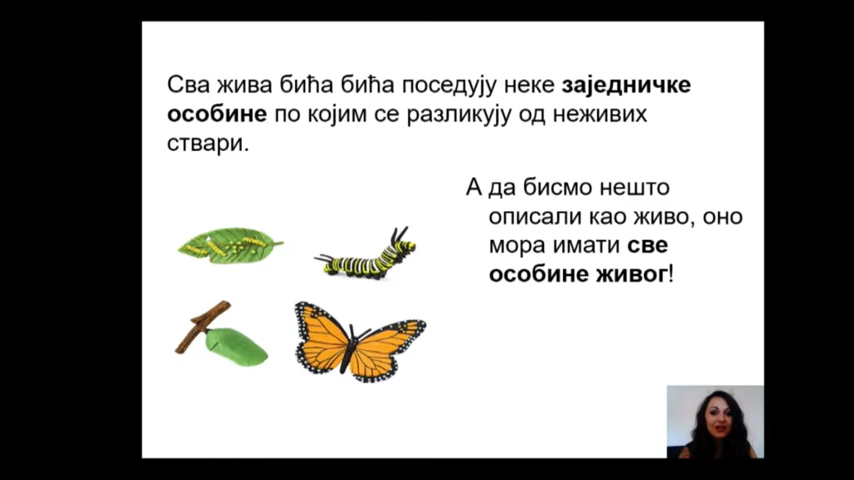 Сва жива бића бића поседују неке заједничке
особине по којим се разликују од неживих
ствари.
А да бисмо нешто
описали као живо, оно
мора имати све
особине живог!